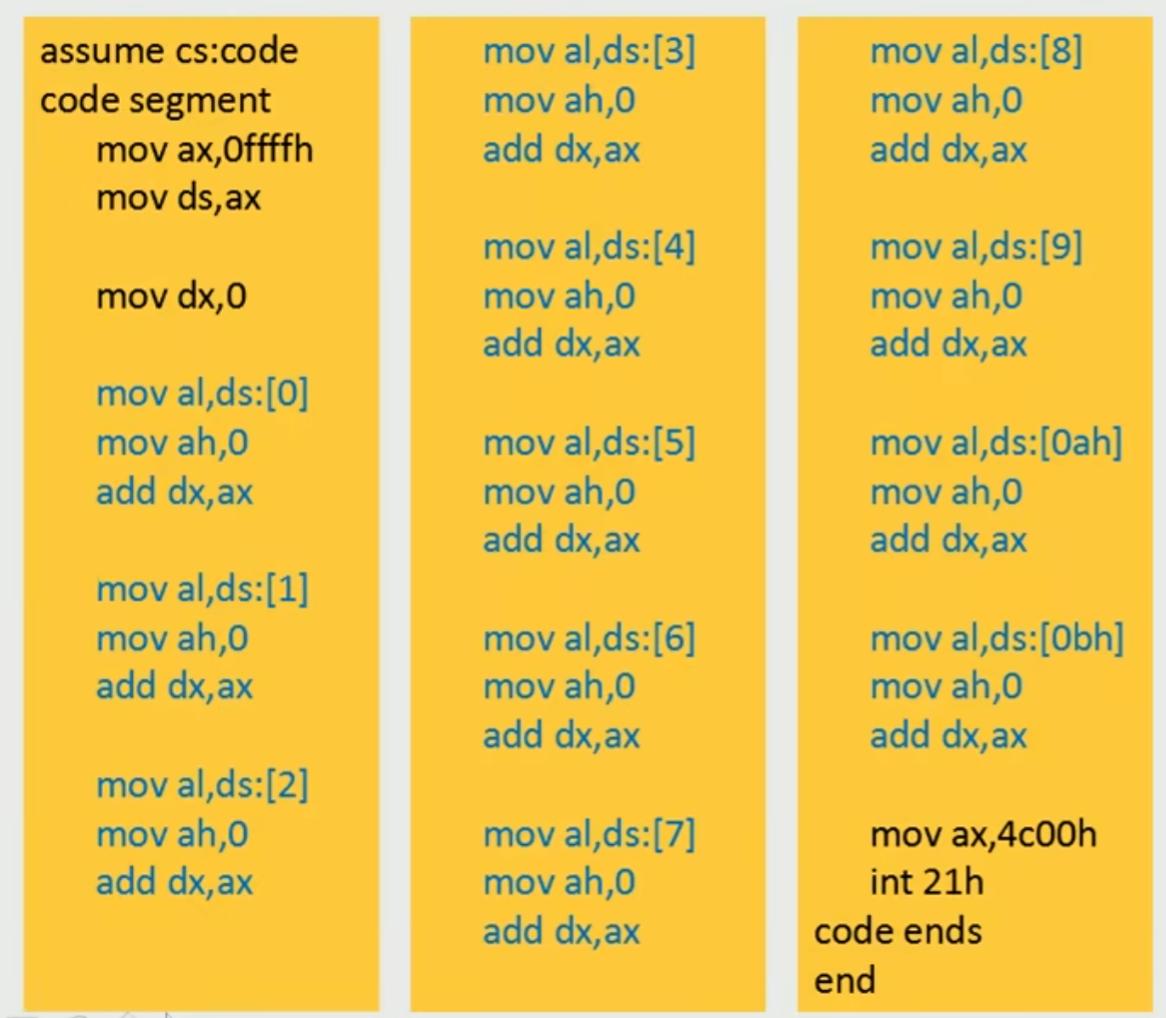 assume cs:code
code segment
mov ax,0ffffh
mov ds,ax
mov dx,0
mov al,ds:[0]
mov ah,0
add dx,ax
mov al,ds:[1]
mov ah,0
add dx,ax
mov al,ds:[2]
mov ah,0
add dx,ax
mov al,ds:[3]
mov ah,0
add dx,ax
mov al,ds:[4]
mov ah,0
add dx,ax
mov al,ds:[5]
mov ah,0
add dx,ax
mov al,ds:[6]
mov ah,0
add dx,ax
mov al,ds:[7]
mov ah,0
add dx,ax
mov al,ds:[8]
mov ah,0
add dx,ax
mov al,ds:[9]
mov ah,0
add dx,ax
mov al,ds:[0ah]
mov ah,0
add dx,ax
mov al,ds:[0bh]
mov ah,0
add dx,ax
mov ax,4c00h
int 21h
code ends
end